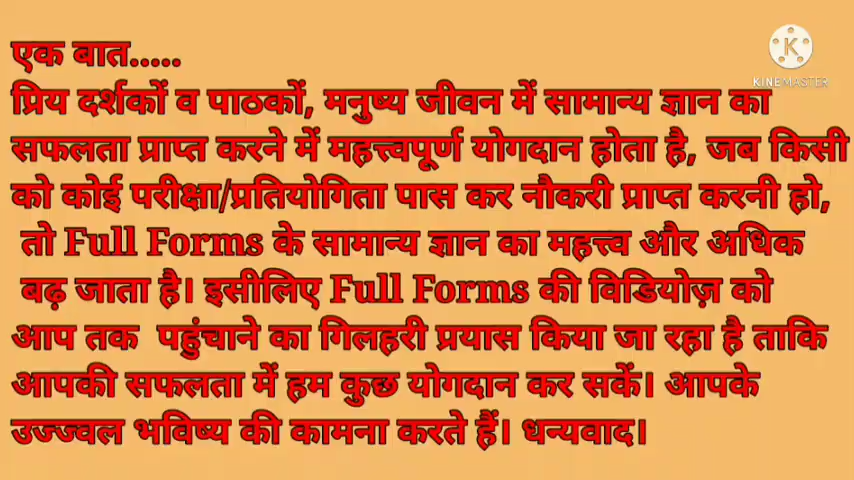 एक बात.....
KINEMASTER
प्रिय दर्शकों व पाठकों, मनुष्य जीवन में सामान्य ज्ञान का
सफलता प्राप्त करने में महत्त्वपूर्ण योगदान होता है, जब किसी
को कोई परीक्षा/प्रतियोगिता पास कर नौकरी प्राप्त करनी हो,
तो Full Forms के सामान्य ज्ञान का महत्त्व और अधिक
बढ़ जाता है। इसीलिए Full Forms की विडियोज़ को
आप तक पहुंचाने का गिलहरी प्रयास किया जा रहा है ताकि
आपकी सफलता में हम कुछ योगदान कर सकें। आपके
उज्ज्वल भविष्य की कामना करते हैं। धन्यवाद।